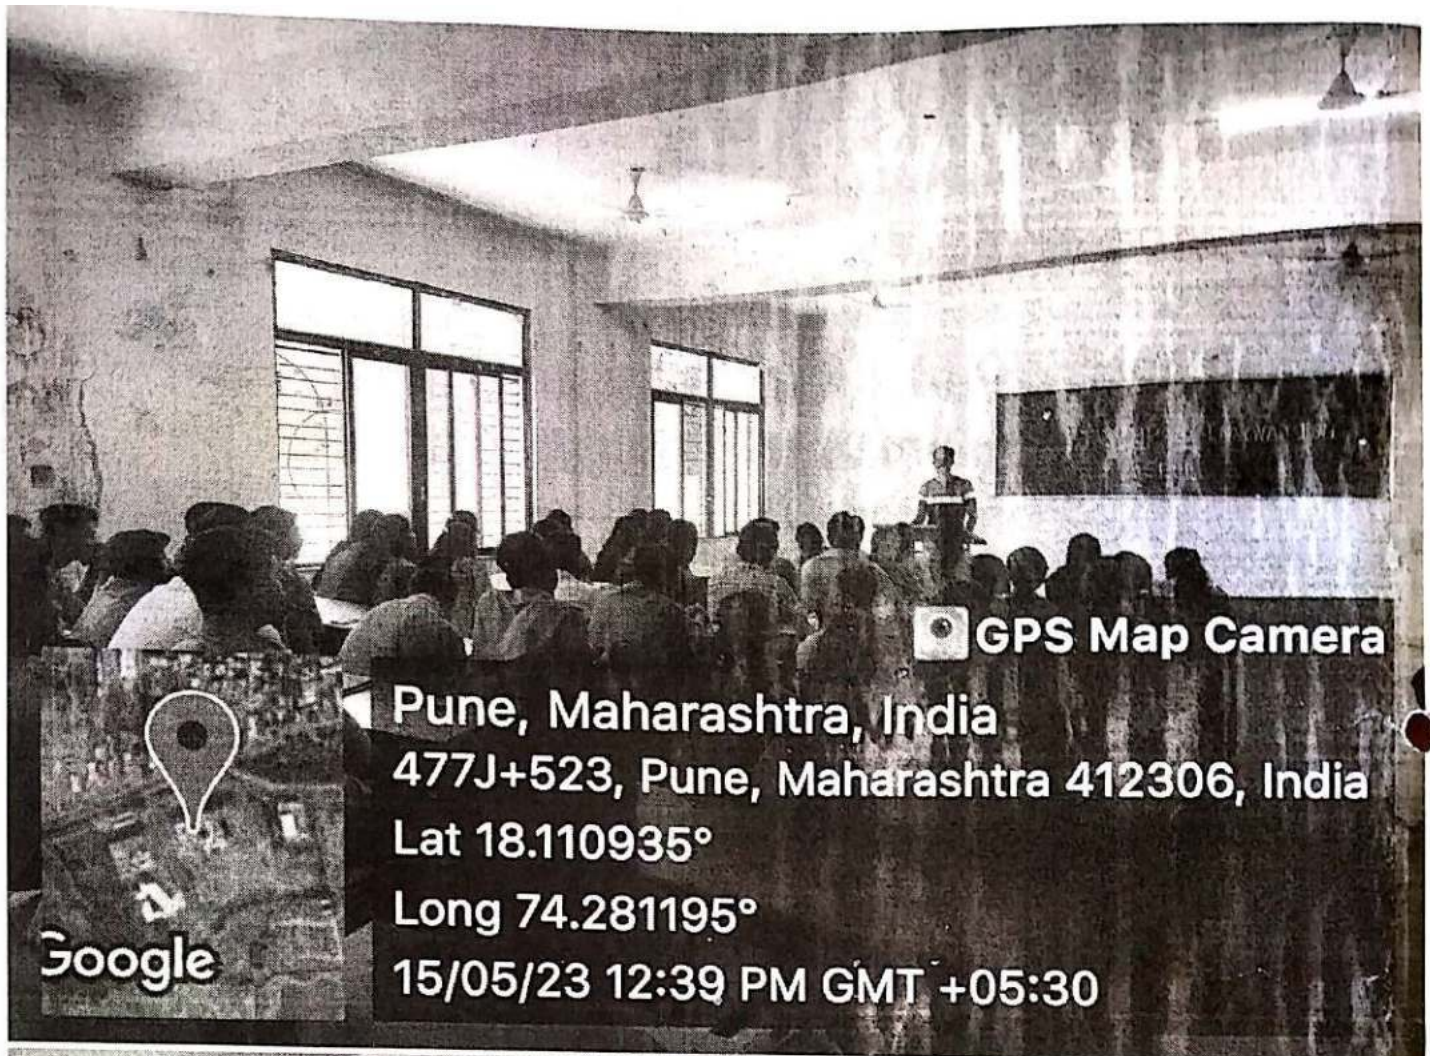 GPS Map Camera
Pune, Maharashtra, India
477J+523, Pune, Maharashtra 412306, India
Lat 18.110935°
Long 74.281195°
15/05/23 12:39 PM GMT +05:30
Google